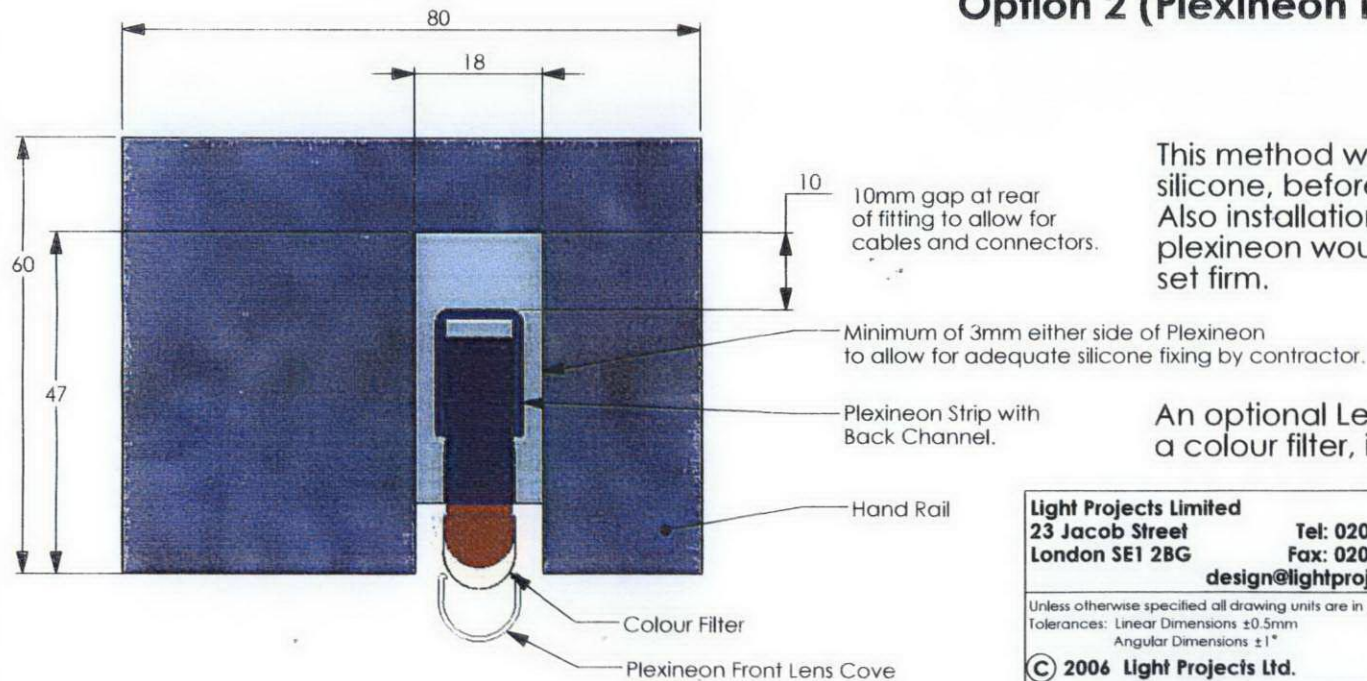 Option 2 (Plexineon
80
18
10
60
47
10mm gap at rear
of fitting to allow for
cables and connectors.
This method
silicone,
Also installation
plexineon
set firm.
Minimum of 3mm either side of Plexineon
to allow for adequate silicone fixing by contractor.
Plexineon Strip with
Back Channel.
An optional
a colour filter,
Hand Rail
Colour Filter
Plexineon Front Lens Cove
Light Projects Limited
23 Jacob Street Tel: 020
London SE1 2BG Fax: 020
Unless otherwise specified all drawing units are in
Tolerances: Linear Dimensions ±0.5mm
Angular Dimensions ±1°
© 2006 Light Projects Ltd.